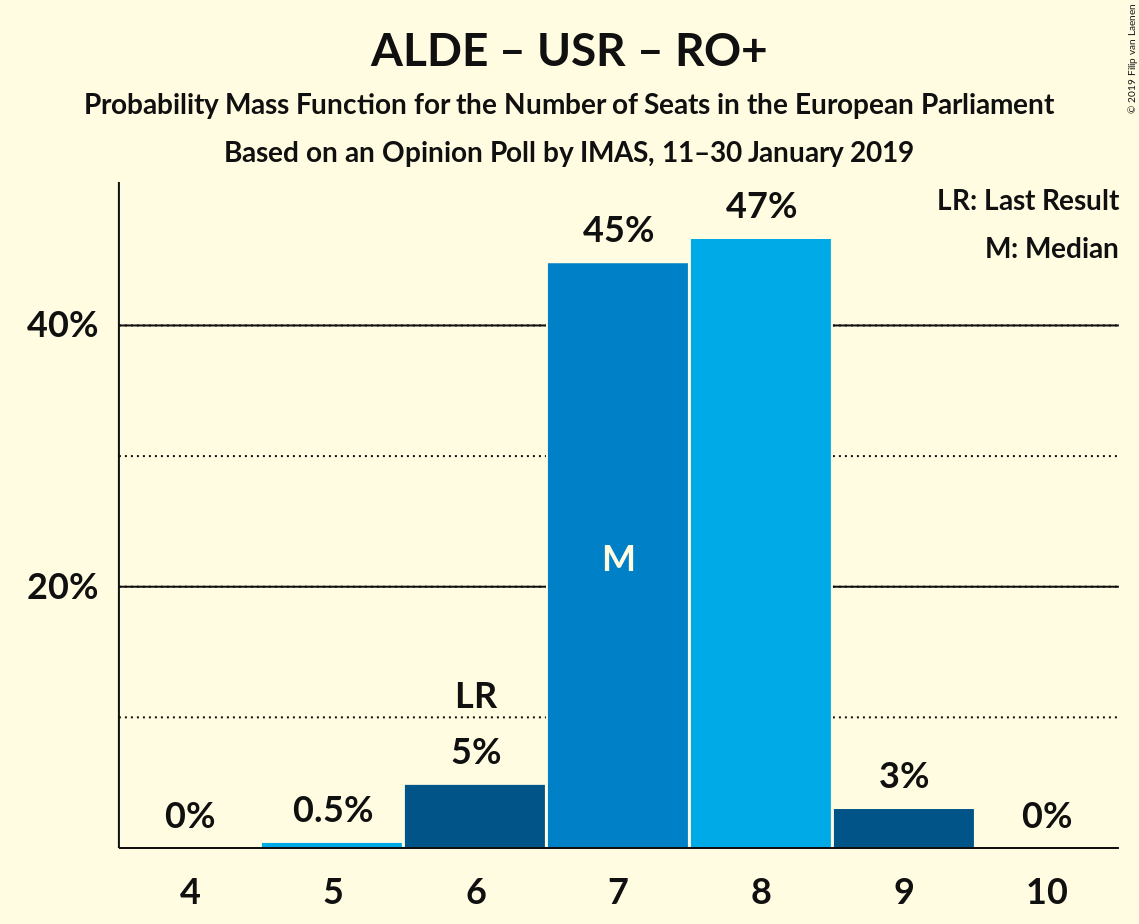 ALDE – USR – RO+
Probability Mass Function for the Number of Seats in the European Parliament
Based on an Opinion Poll by IMAS, 11–30 January 2019
© 2019 Filip van Laenen
LR: Last Result
M: Median
40%
20%
0%
0.5%
LR
5%
45%
M
47%
3%
0%
4 5 6 7 8 9 10